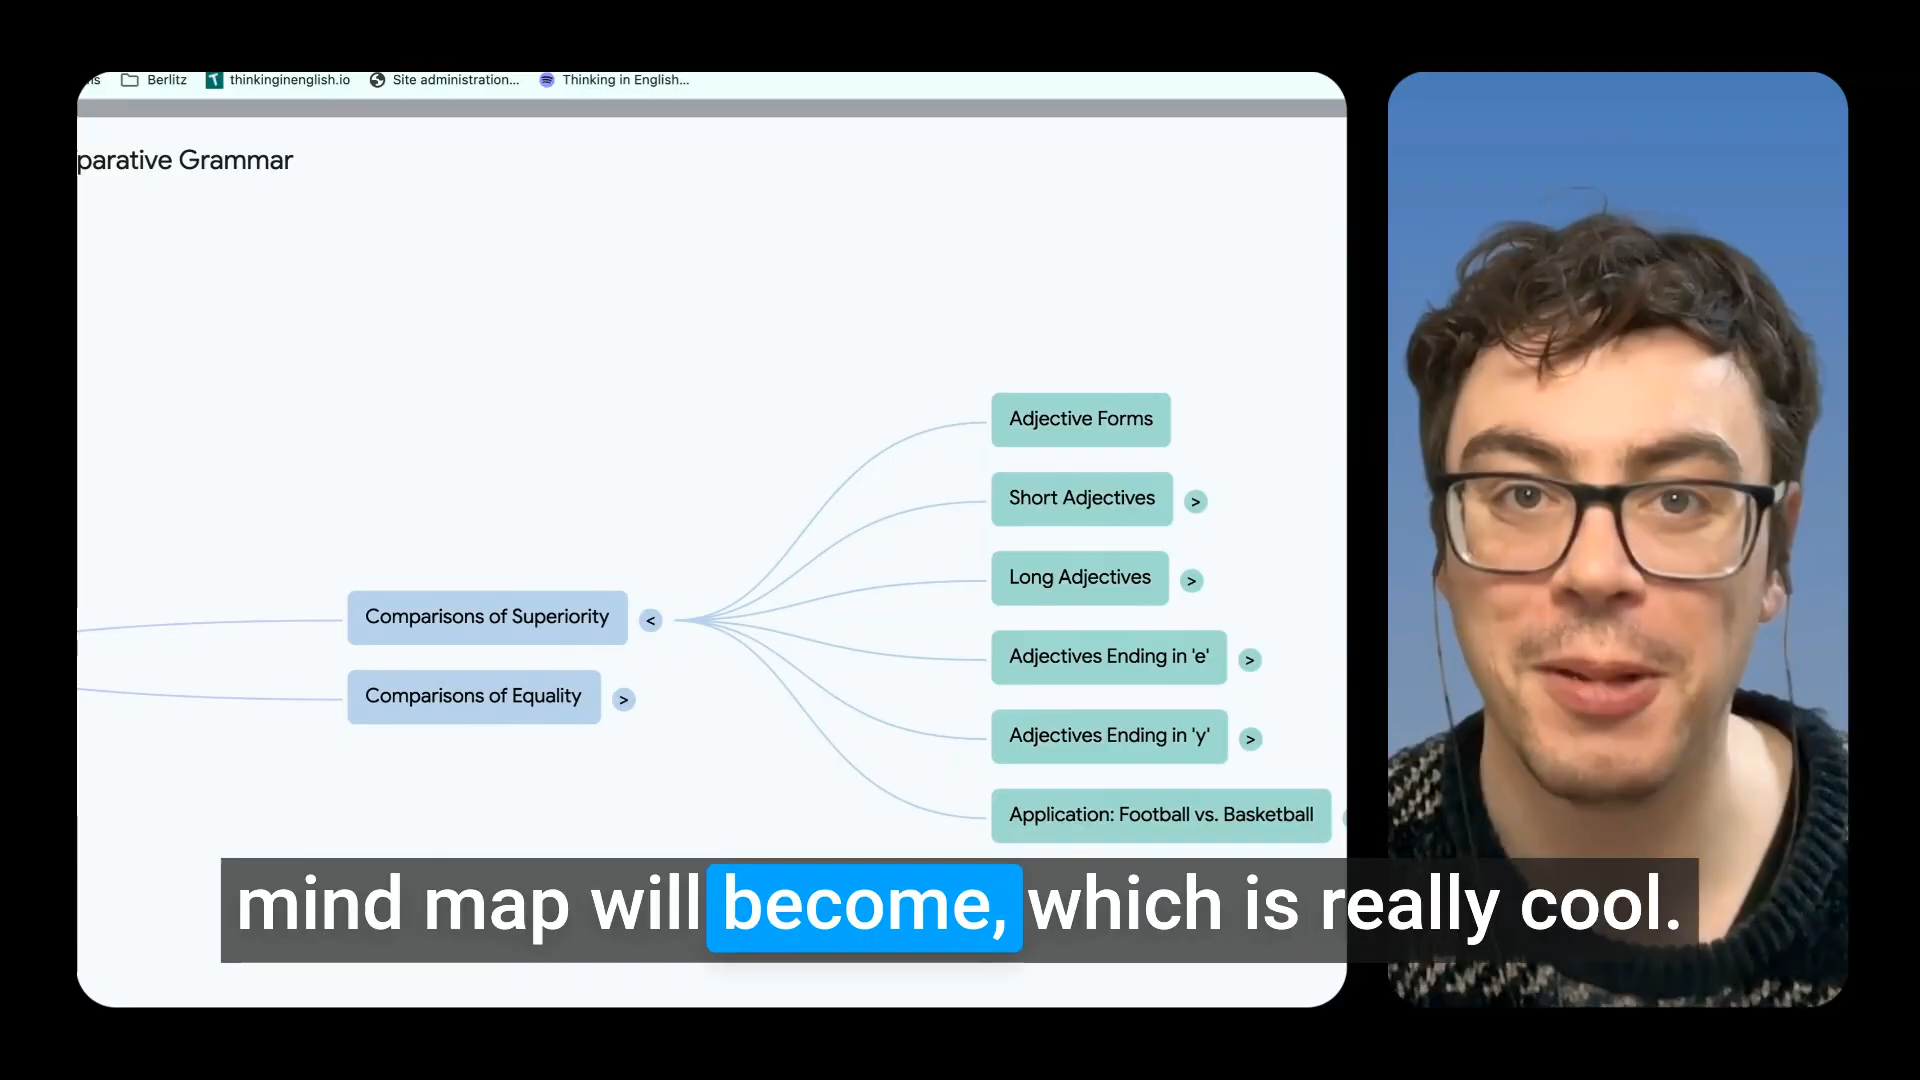 ns Berlitz thinkinginenglish.io Site administration... Thinking in English...
parative Grammar
Adjective Forms
Short Adjectives >
Long Adjectives >
Comparisons of Superiority <
Adjectives Ending in 'e' >
Comparisons of Equality >
Adjectives Ending in 'y' >
Application: Football vs. Basketball
mind map will become, which is really cool.